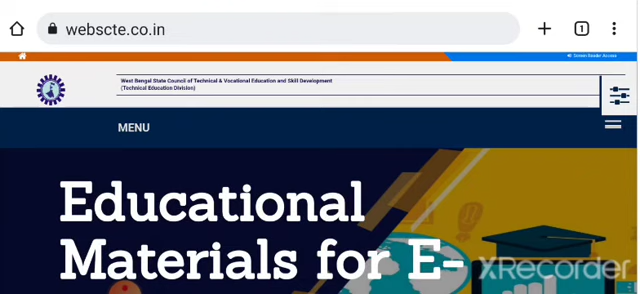 webscte.co.in
1
Screen Reader Access
West Bengal State Council of Technical & Vocational Education and Skill Development
(Technical Education Division)
MENU
Educational
Materials for E-
XRecorder